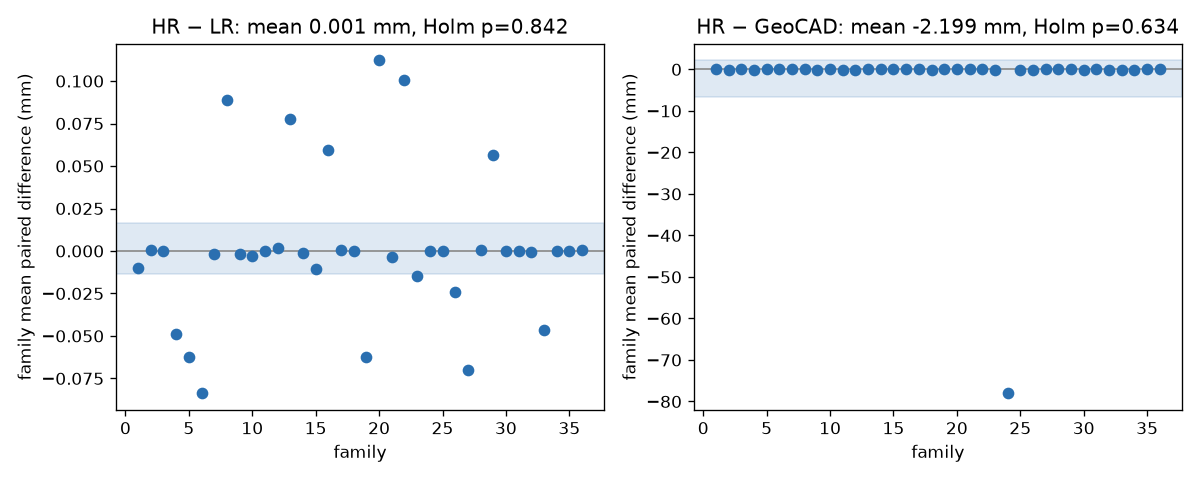 HR − LR: mean 0.001 mm, Holm p=0.842
family mean paired difference (mm)
0.100
0.075
0.050
0.025
0.000
−0.025
−0.050
−0.075
0 5 10 15 20 25 30 35
family
HR − GeoCAD: mean -2.199 mm, Holm p=0.634
family mean paired difference (mm)
0
−10
−20
−30
−40
−50
−60
−70
−80
0 5 10 15 20 25 30 35
family